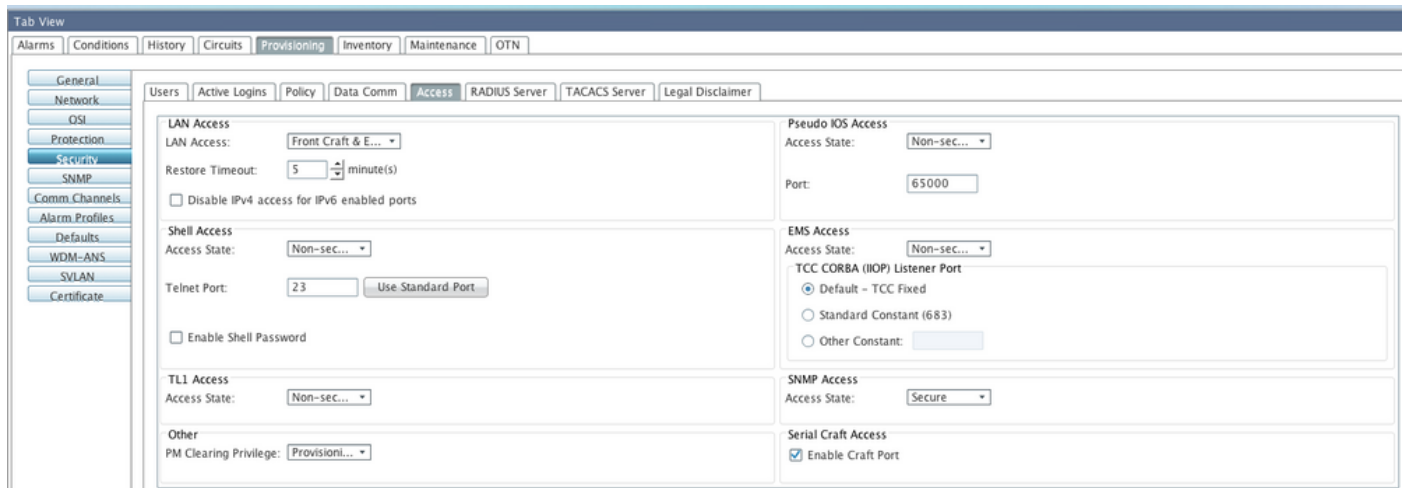 Tab View
Alarms Conditions History Circuits Provisioning Inventory Maintenance OTN
General
Network
OSI
Protection
Security
SNMP
Comm Channels
Alarm Profiles
Defaults
WDM-ANS
SVLAN
Certificate
Users Active Logins Policy Data Comm Access RADIUS Server TACACS Server Legal Disclaimer
LAN Access
LAN Access: Front Craft & E...
Restore Timeout: 5 minute(s)
Disable IPv4 access for IPv6 enabled ports
Pseudo IOS Access
Access State: Non-sec...
Port: 65000
Shell Access
Access State: Non-sec...
Telnet Port: 23 Use Standard Port
Enable Shell Password
EMS Access
Access State: Non-sec...
TCC CORBA (IIOP) Listener Port
Default - TCC Fixed
Standard Constant (683)
Other Constant:
TL1 Access
Access State: Non-sec...
SNMP Access
Access State: Secure
Other
PM Clearing Privilege: Provisioni...
Serial Craft Access
Enable Craft Port